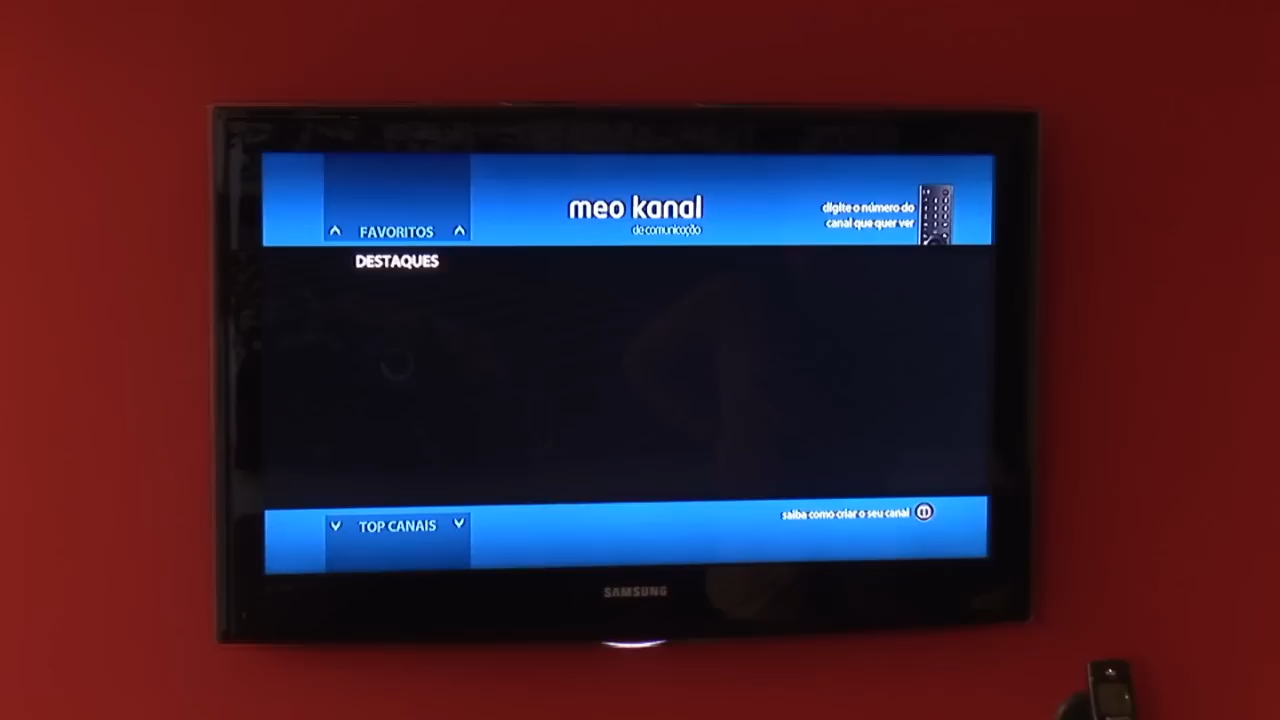 meo kanal
de comunicação
digite o número do
canal que quer ver
FAVORITOS
DESTAQUES
TOP CANAIS
saiba como criar o seu canal
SAMSUNG